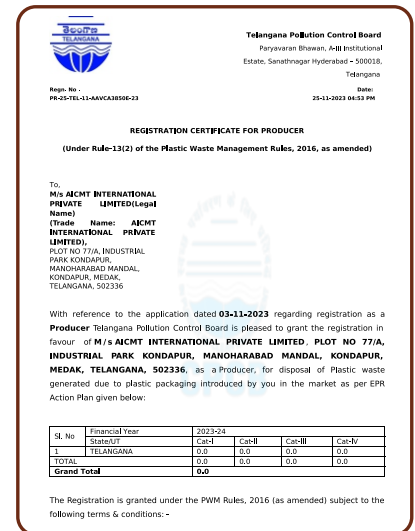 తెలంగాణ
TELANGANA
Telangana Pollution Control Board
Paryavaran Bhawan, A-III Institutional
Estate, Sanathnagar Hyderabad – 500018,
Telangana
Regn. No -
PR-25-TEL-11-AAVCA3850E-23
Date:
25-11-2023 04:53 PM
REGISTRATION CERTIFICATE FOR PRODUCER
(Under Rule-13(2) of the Plastic Waste Management Rules, 2016, as amended)
To,
M/s AICMT INTERNATIONAL
PRIVATE LIMITED(Legal
Name)
(Trade Name: AICMT
INTERNATIONAL PRIVATE
LIMITED),
PLOT NO 77/A, INDUSTRIAL
PARK KONDAPUR,
MANOHARABAD MANDAL,
KONDAPUR, MEDAK,
TELANGANA, 502336
With reference to the application dated 03-11-2023 regarding registration as a
Producer Telangana Pollution Control Board is pleased to grant the registration in
favour of M/s AICMT INTERNATIONAL PRIVATE LIMITED, PLOT NO 77/A,
INDUSTRIAL PARK KONDAPUR, MANOHARABAD MANDAL, KONDAPUR,
MEDAK, TELANGANA, 502336, as a Producer, for disposal of Plastic waste
generated due to plastic packaging introduced by you in the market as per EPR
Action Plan given below:
Sl. No Financial Year 2023-24
State/UT Cat-I Cat-II Cat-III Cat-IV
1 TELANGANA 0.0 0.0 0.0 0.0
TOTAL 0.0 0.0 0.0 0.0
Grand Total 0.0
The Registration is granted under the PWM Rules, 2016 (as amended) subject to the
following terms & conditions: -